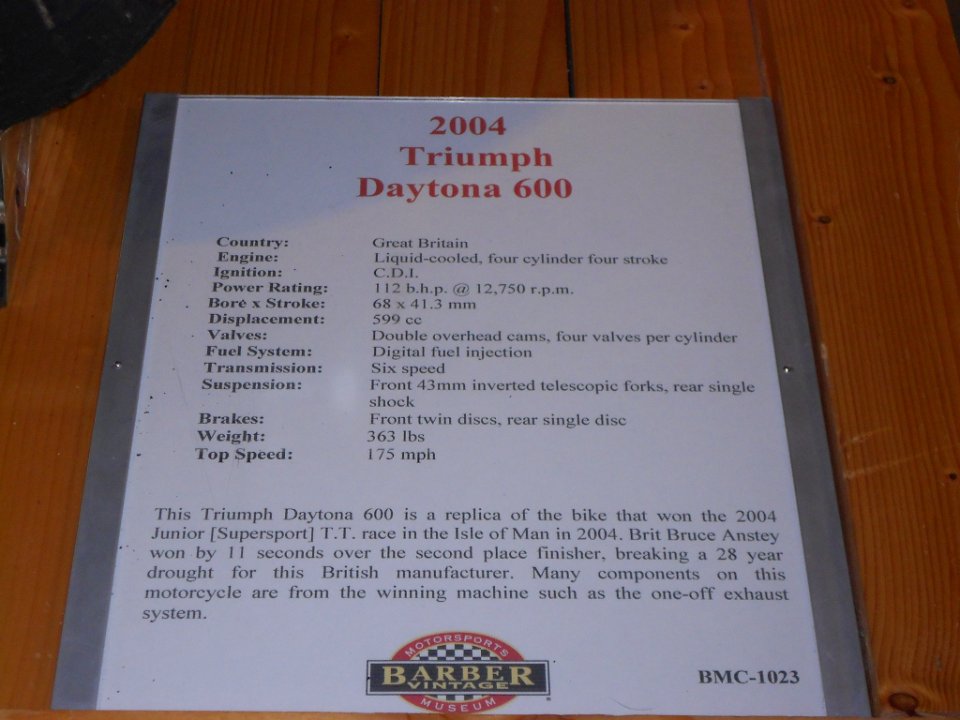 2004
Triumph
Daytona 600
Country: Great Britain
Engine: Liquid-cooled, four cylinder four stroke
Ignition: C.D.I.
Power Rating: 112 b.h.p. @ 12,750 r.p.m.
Bore x Stroke: 68 x 41.3 mm
Displacement: 599 cc
Valves: Double overhead cams, four valves per cylinder
Fuel System: Digital fuel injection
Transmission: Six speed
Suspension: Front 43mm inverted telescopic forks, rear single
shock
Brakes: Front twin discs, rear single disc
Weight: 363 lbs
Top Speed: 175 mph
This Triumph Daytona 600 is a replica of the bike that won the 2004
Junior [Supersport] T.T. race in the Isle of Man in 2004. Brit Bruce Anstey
won by 11 seconds over the second place finisher, breaking a 28 year
drought for this British manufacturer. Many components on this
motorcycle are from the winning machine such as the one-off exhaust
system.
MOTORSPORTS
BARBER
VINTAGE
MUSEUM
BMC-1023